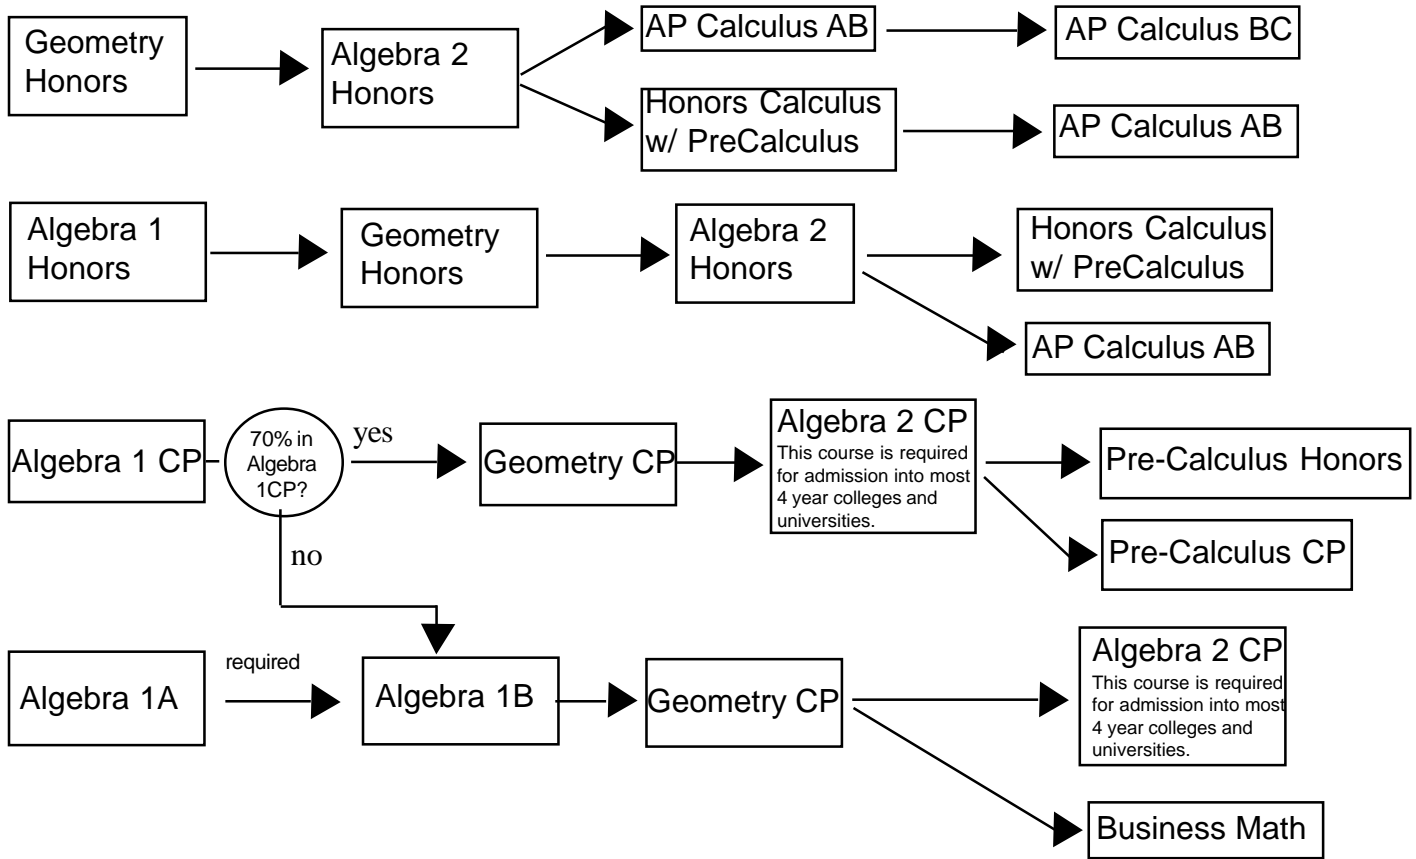 Geometry
Honors
Algebra 2
Honors
AP Calculus AB
AP Calculus BC
Honors Calculus
w/ PreCalculus
AP Calculus AB
Algebra 1
Honors
Geometry
Honors
Algebra 2
Honors
Honors Calculus
w/ PreCalculus
AP Calculus AB
Algebra 1 CP
70% in
Algebra
1CP?
yes
no
Geometry CP
Algebra 2 CP
This course is required
for admission into most
4 year colleges and
universities.
Pre-Calculus Honors
Pre-Calculus CP
Algebra 1A
required
Algebra 1B
Geometry CP
Algebra 2 CP
This course is required
for admission into most
4 year colleges and
universities.
Business Math